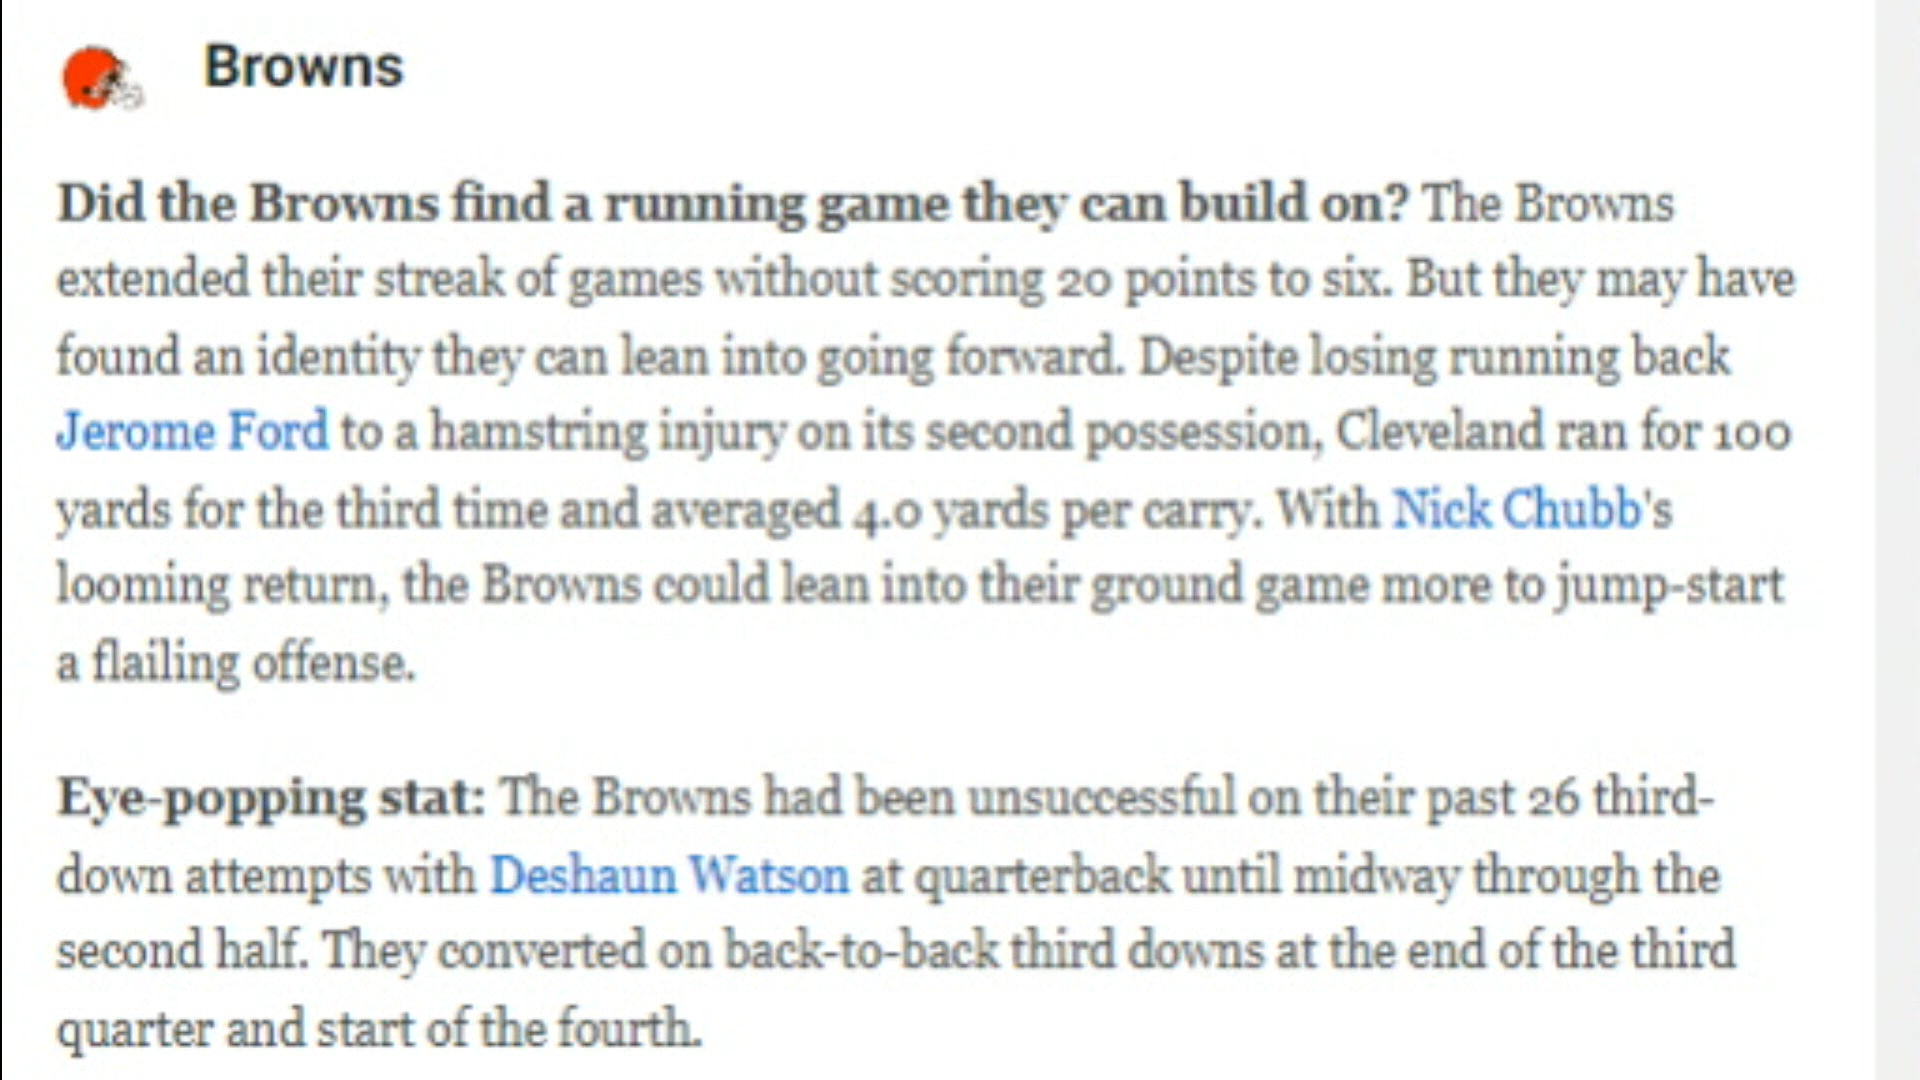 Browns
Did the Browns find a running game they can build on? The Browns
extended their streak of games without scoring 20 points to six. But they may have
found an identity they can lean into going forward. Despite losing running back
Jerome Ford to a hamstring injury on its second possession, Cleveland ran for 100
yards for the third time and averaged 4.0 yards per carry. With Nick Chubb's
looming return, the Browns could lean into their ground game more to jump-start
a flailing offense.
Eye-popping stat: The Browns had been unsuccessful on their past 26 third-
down attempts with Deshaun Watson at quarterback until midway through the
second half. They converted on back-to-back third downs at the end of the third
quarter and start of the fourth.